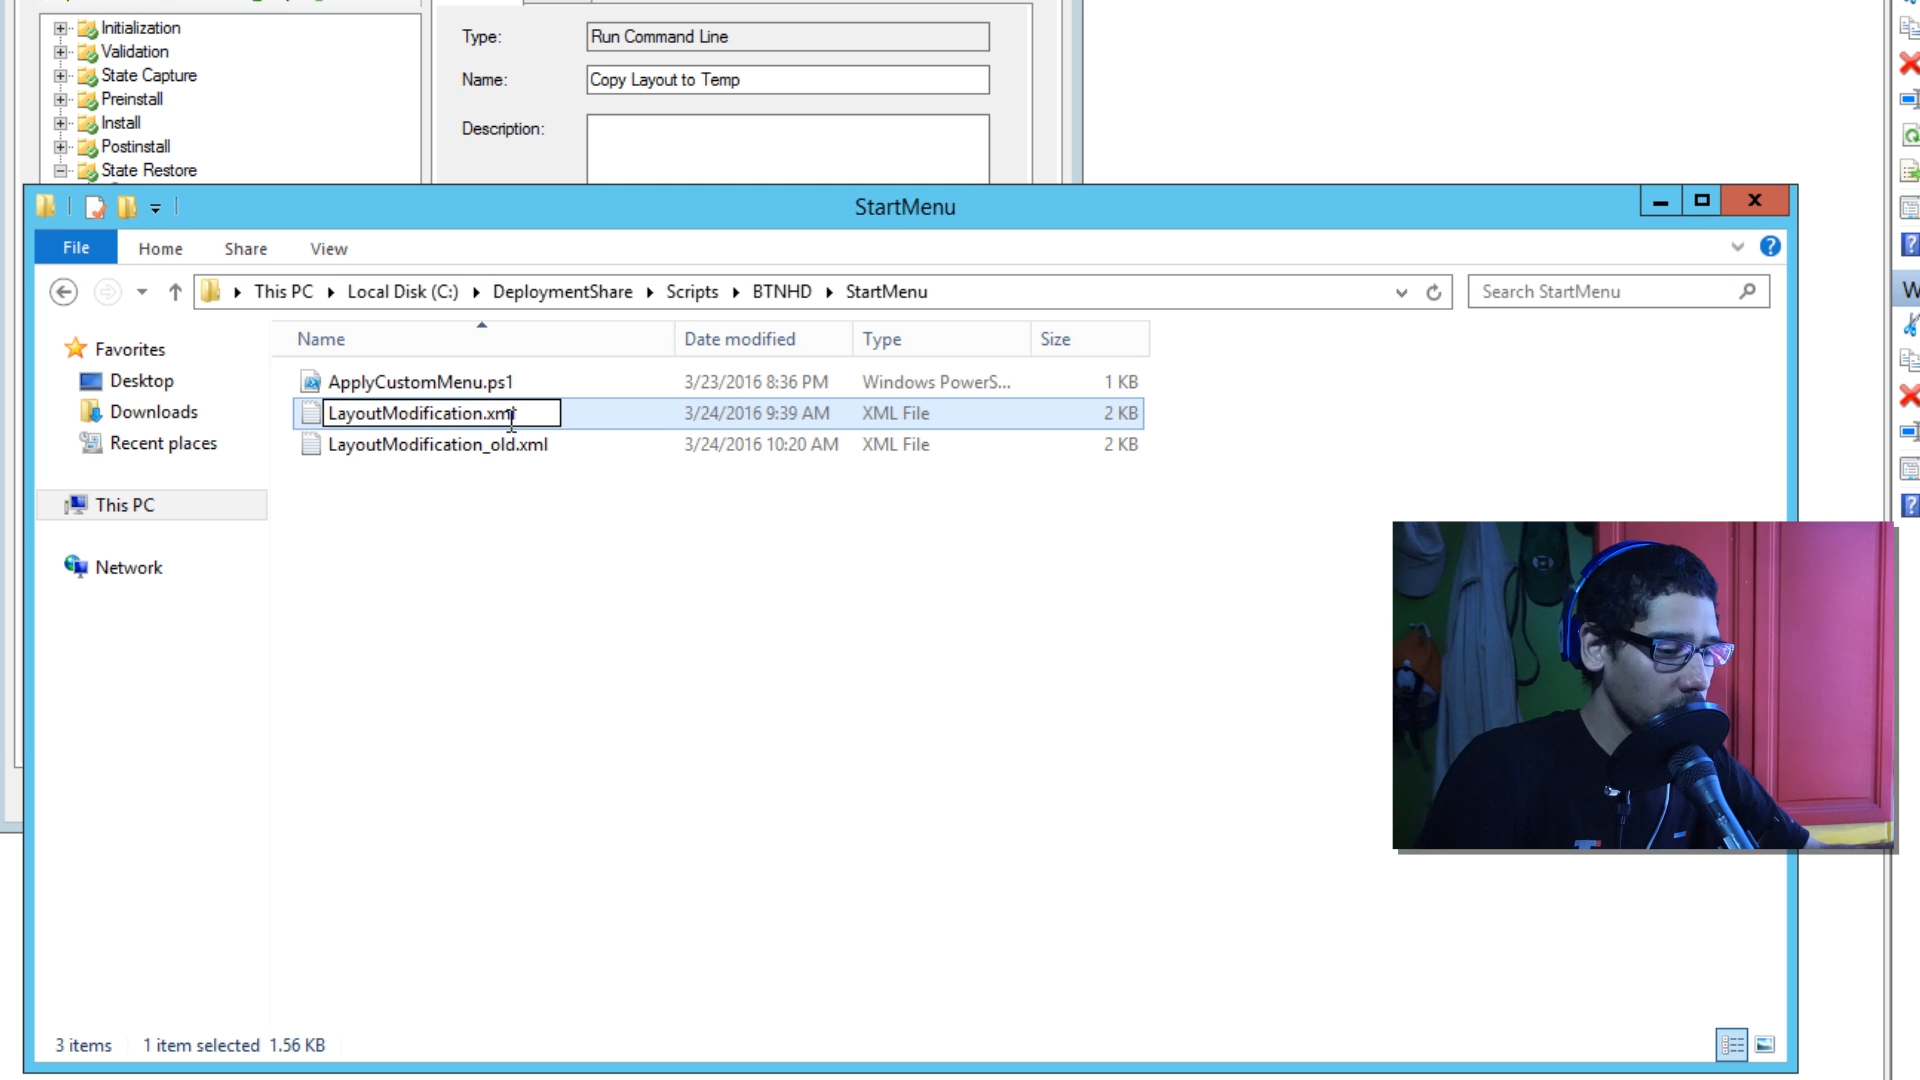 Initialization
Validation
State Capture
Preinstall
Install
Postinstall
State Restore
Type:
Run Command Line
Name:
Copy Layout to Temp
Description:
StartMenu
File
Home
Share
View
This PC
Local Disk (C:)
DeploymentShare
Scripts
BTNHD
StartMenu
Search StartMenu
Name
Date modified
Type
Size
Favorites
Desktop
Downloads
Recent places
This PC
Network
ApplyCustomMenu.ps1 3/23/2016 8:36 PM Windows PowerS... 1 KB
LayoutModification.xml 3/24/2016 9:39 AM XML File 2 KB
LayoutModification_old.xml 3/24/2016 10:20 AM XML File 2 KB
3 items
1 item selected 1.56 KB
W